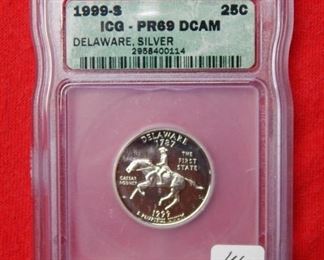 1999-S 25C
ICG - PR69 DCAM
DELAWARE, SILVER
2958400114
DELAWARE
1787
THE
FIRST
STATE
CAESAR
RODNEY
1999
E PLURIBUS UNUM